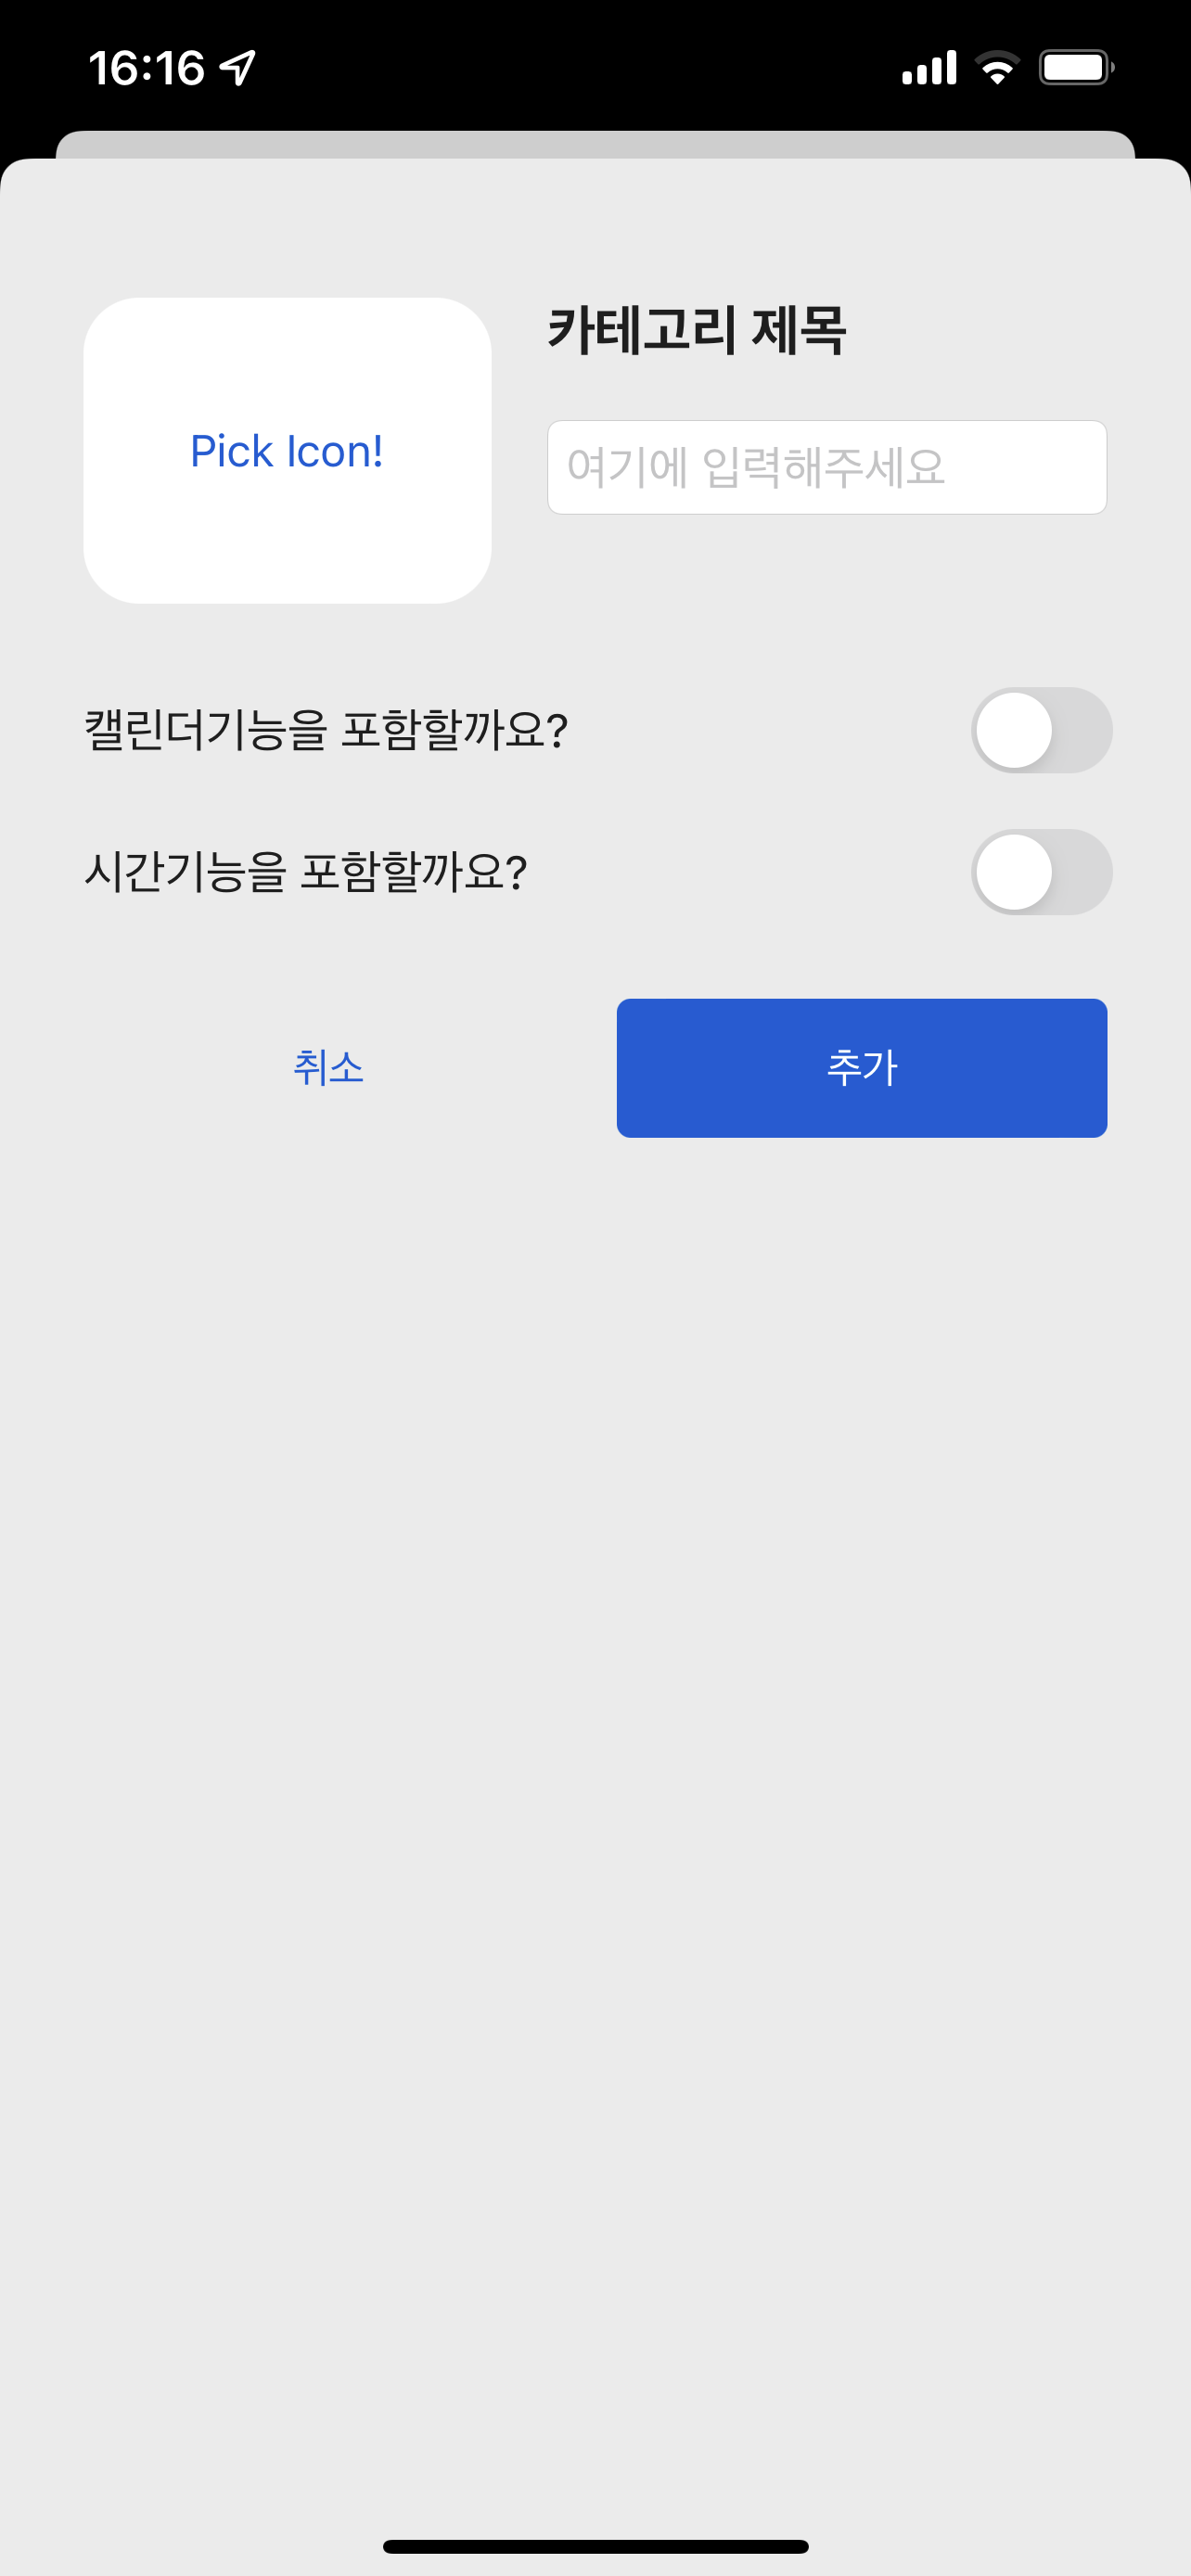 16:16
카테고리 제목
Pick Icon!
여기에 입력해주세요
캘린더기능을 포함할까요?
시간기능을 포함할까요?
취소
추가